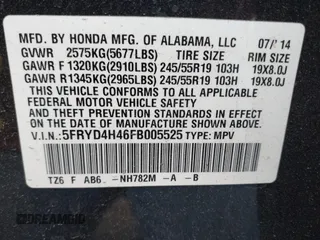 MFD. BY HONDA MFG. OF ALABAMA, LLC 07/'14
GVWR 2575KG(5677LBS) TIRE SIZE RIM SIZE
GAWR F 1320KG(2910LBS) 245/55R19 103H 19X8.0J
GAWR R1345KG(2965LBS) 245/55R19 103H 19X8.0J
THIS VEHICLE CONFORMS TO ALL APPLICABLE
FEDERAL MOTOR VEHICLE SAFETY AND THEFT
PREVENTION STANDARDS IN EFFECT ON THE
DATE OF MANUFACTURE SHOWN ABOVE.
V.I.N.:5FRYD4H46FB005525 TYPE: MPV
TZ6 F AB6 -NH782M -A -B
DREAMBID